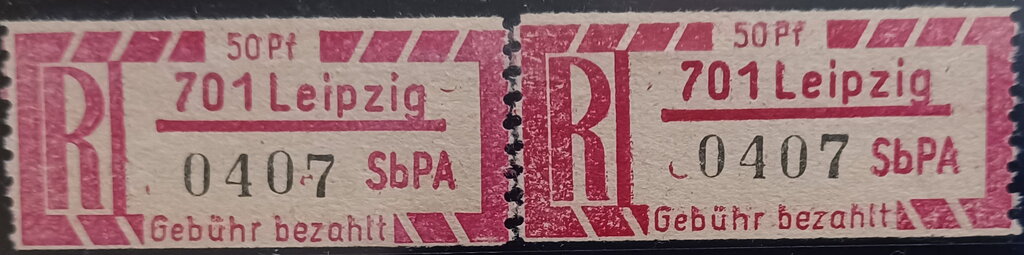 50 Pf
R
701 Leipzig
0407 SbPA
Gebühr bezahlt
50 Pf
R
701 Leipzig
0407 SbPA
Gebühr bezahlt